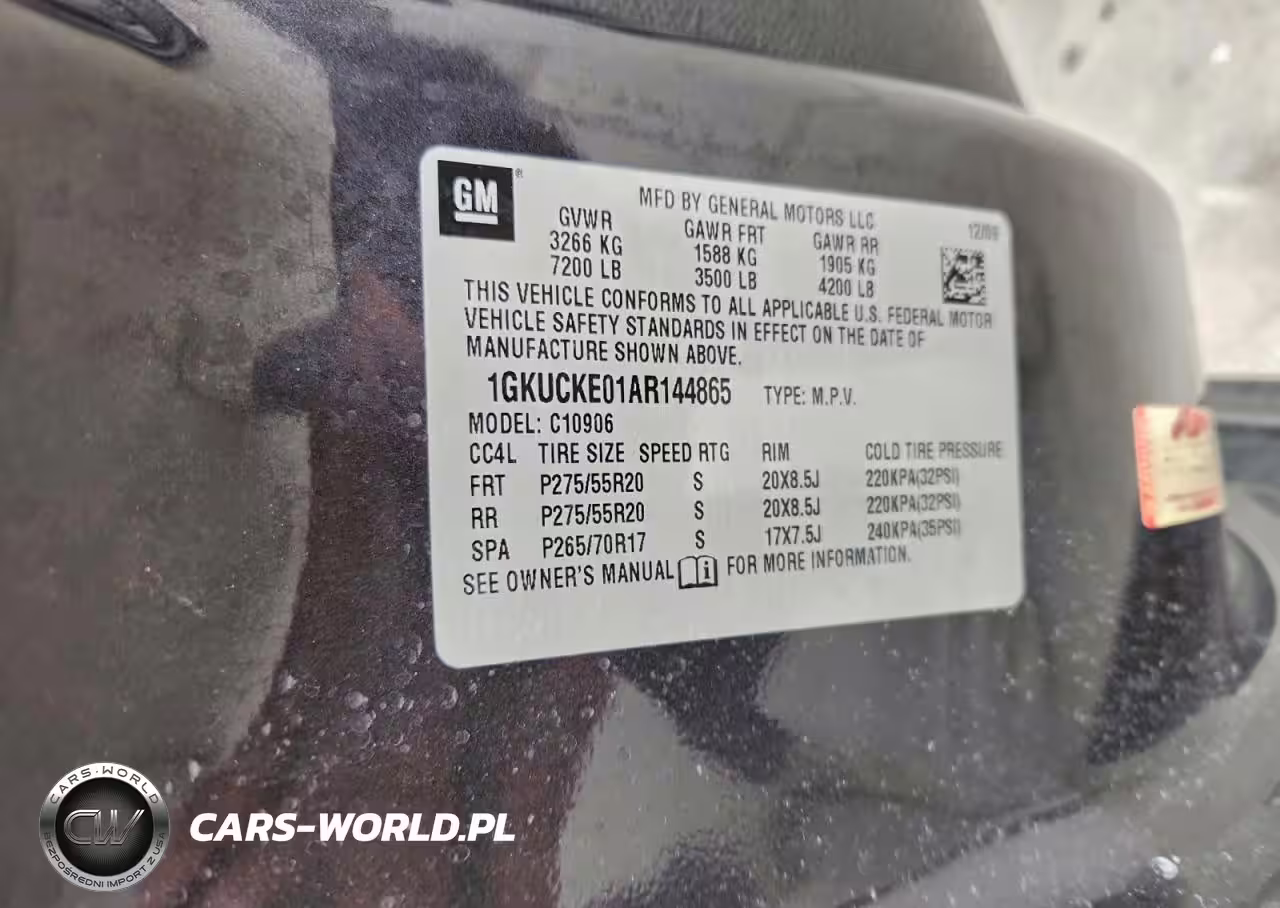 GM ®
MFD BY GENERAL MOTORS LLC
12/09
GVWR GAWR FRT GAWR RR
3266 KG 1588 KG 1905 KG
7200 LB 3500 LB 4200 LB
THIS VEHICLE CONFORMS TO ALL APPLICABLE U.S. FEDERAL MOTOR
VEHICLE SAFETY STANDARDS IN EFFECT ON THE DATE OF
MANUFACTURE SHOWN ABOVE.
1GKUCKE01AR144865 TYPE: M.P.V.
MODEL: C10906
CC4L TIRE SIZE SPEED RTG RIM COLD TIRE PRESSURE
FRT P275/55R20 S 20X8.5J 220KPA(32PSI)
RR P275/55R20 S 20X8.5J 220KPA(32PSI)
SPA P265/70R17 S 17X7.5J 240KPA(35PSI)
SEE OWNER'S MANUAL FOR MORE INFORMATION.
CARS-WORLD
CW
BEZPOŚREDNI IMPORT Z USA
CARS-WORLD.PL